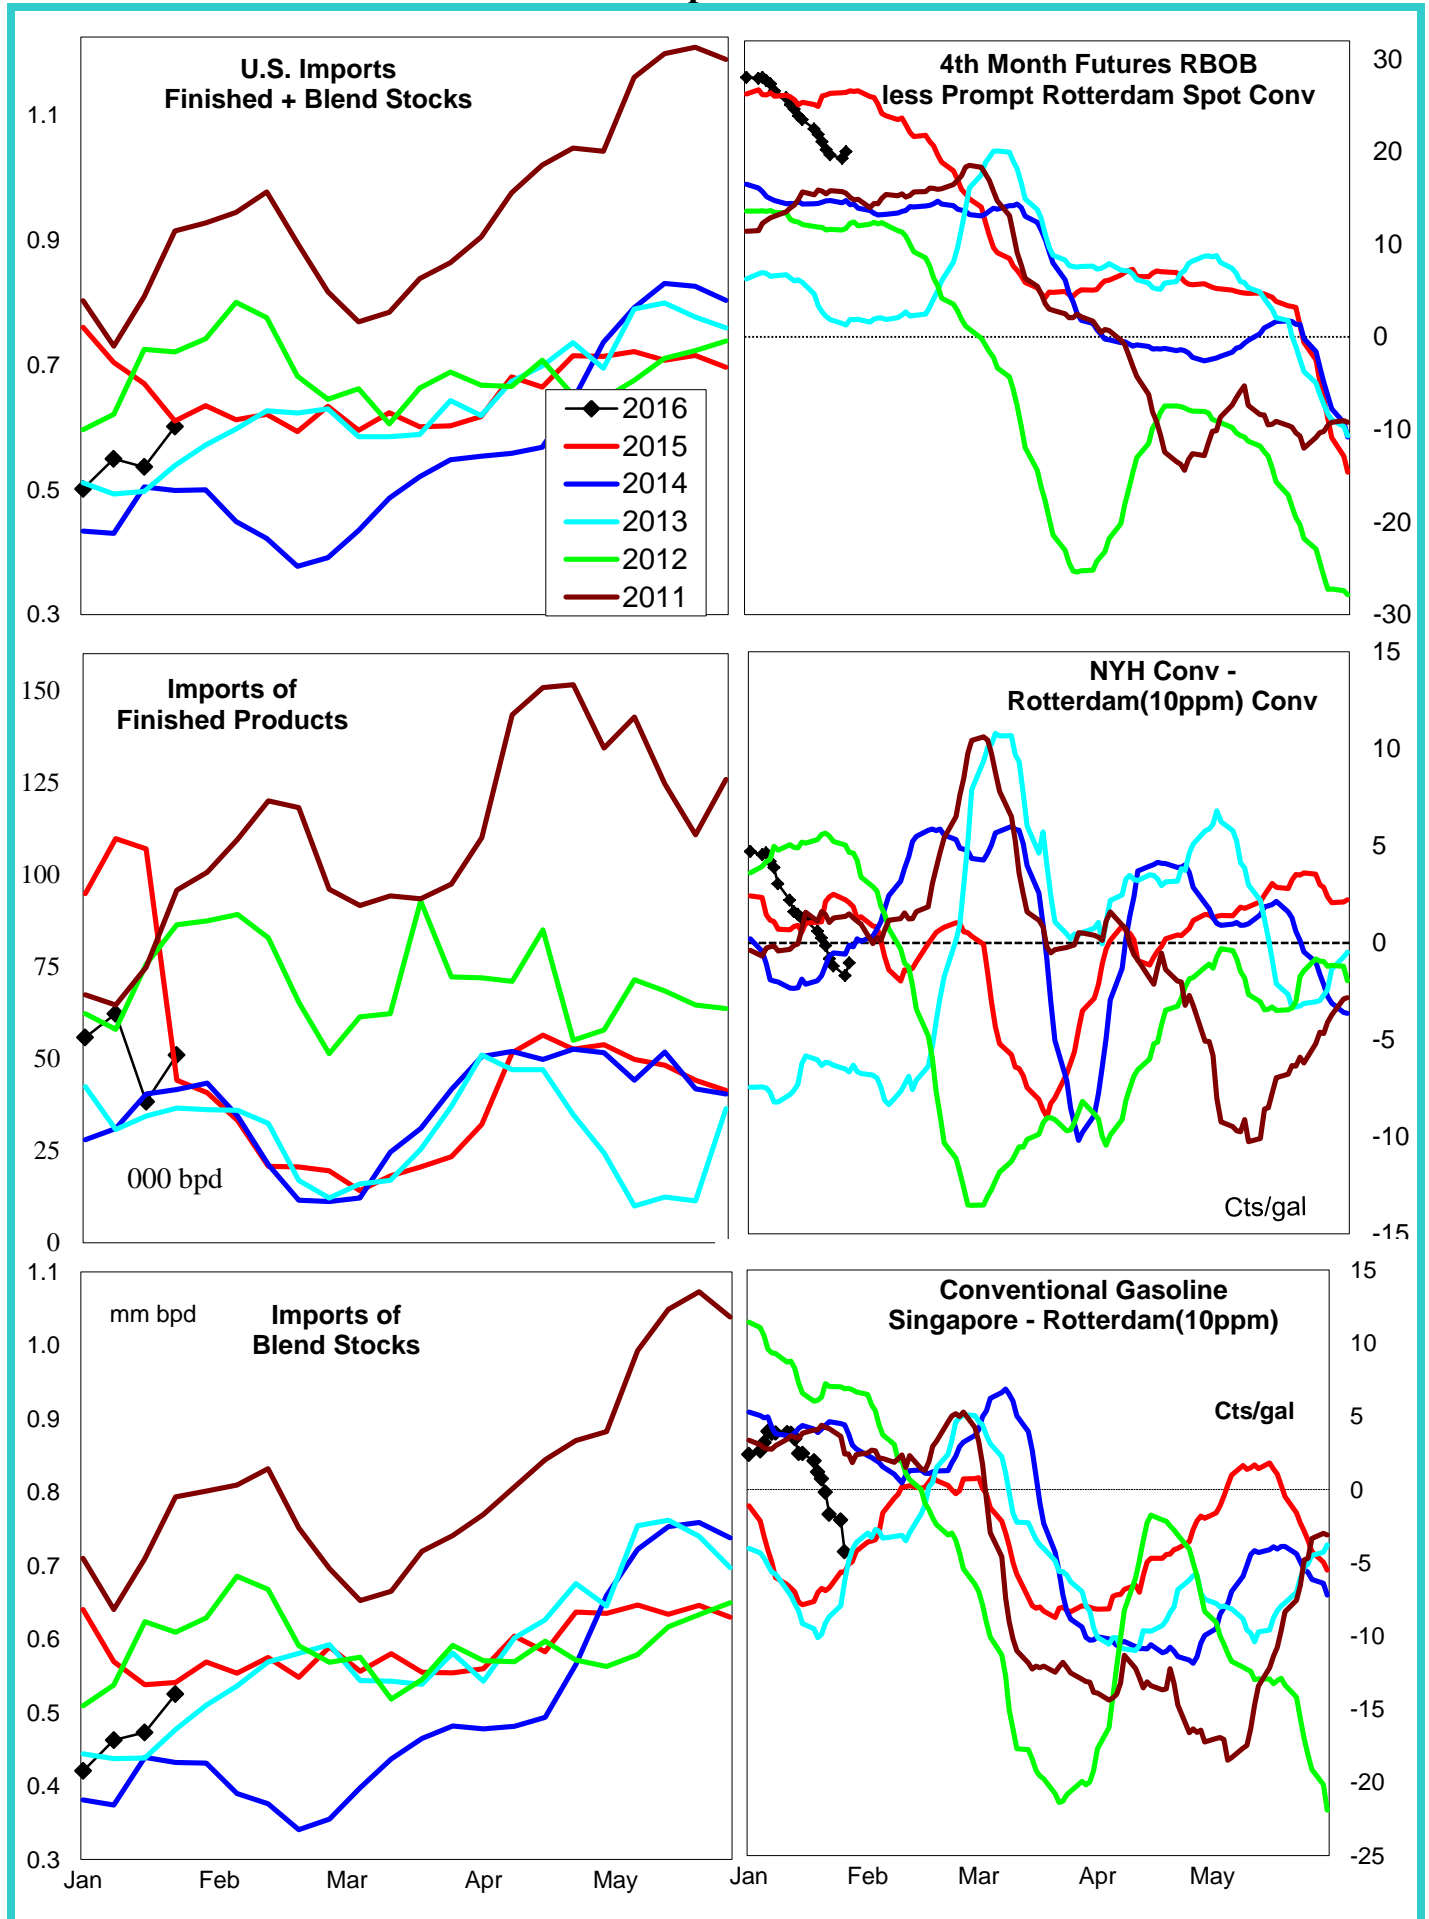 U.S. Imports
Finished + Blend Stocks
1.1
0.9
0.7
0.5
0.3
2016
2015
2014
2013
2012
2011
4th Month Futures RBOB
less Prompt Rotterdam Spot Conv
30
20
10
0
-10
-20
-30
Imports of
Finished Products
150
125
100
75
50
25
0
000 bpd
NYH Conv -
Rotterdam(10ppm) Conv
15
10
5
0
-5
-10
-15
Cts/gal
1.1
1.0
0.9
0.8
0.7
0.6
0.5
0.4
0.3
mm bpd
Imports of
Blend Stocks
Jan Feb Mar Apr May
Conventional Gasoline
Singapore - Rotterdam(10ppm)
Cts/gal
15
10
5
0
-5
-10
-15
-20
-25
Jan Feb Mar Apr May